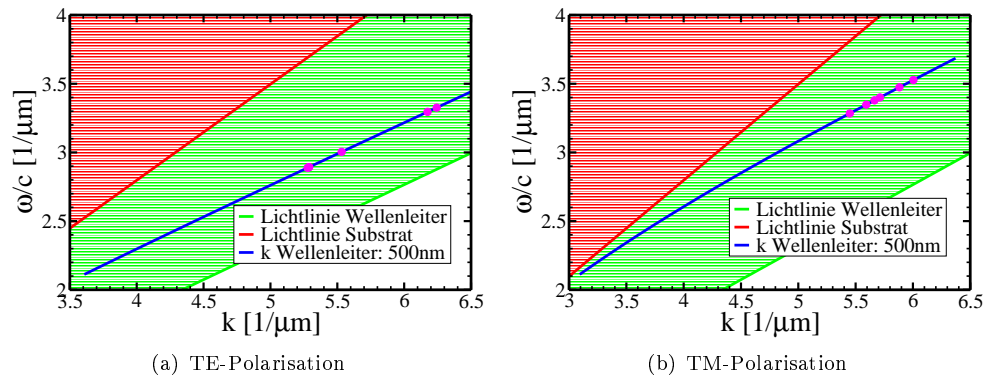 4
3.5
3
2.5
2
ω/c [1/μm]
3.5 4 4.5 5 5.5 6 6.5
k [1/μm]
Lichtlinie Wellenleiter
Lichtlinie Substrat
k Wellenleiter: 500nm
(a) TE-Polarisation
4
3.5
3
2.5
2
ω/c [1/μm]
3 3.5 4 4.5 5 5.5 6 6.5
k [1/μm]
Lichtlinie Wellenleiter
Lichtlinie Substrat
k Wellenleiter: 500nm
(b) TM-Polarisation